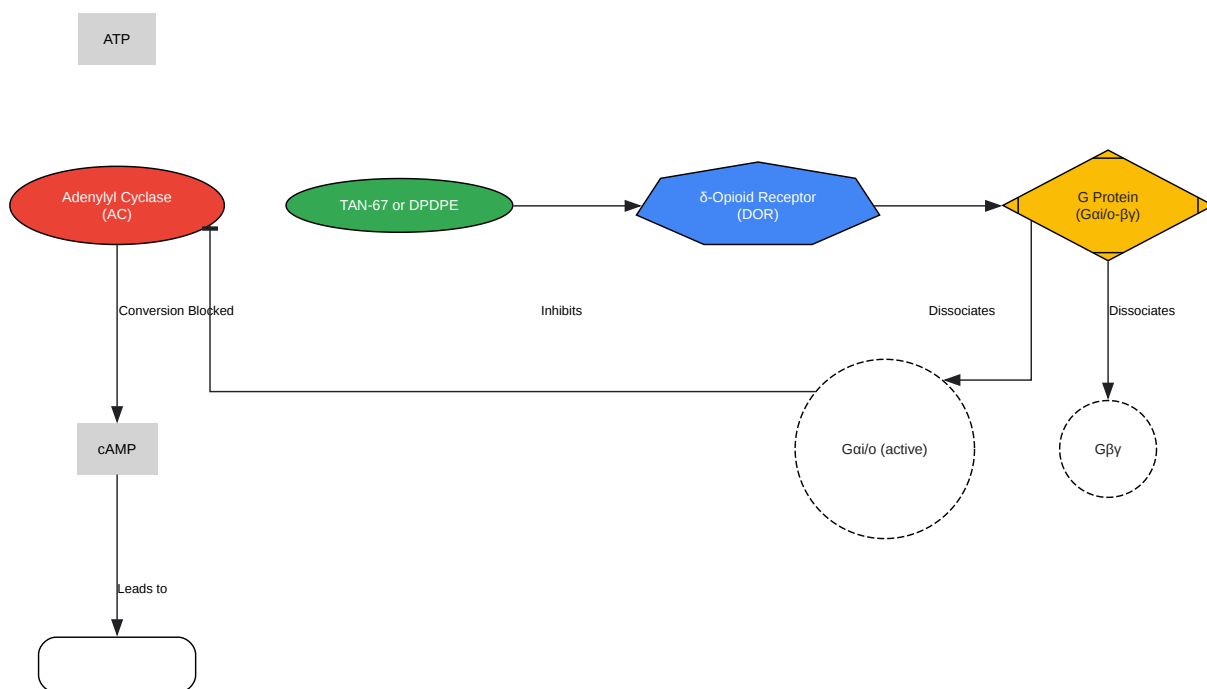 ATP
Adenylyl Cyclase
(AC)
TAN-67 or DPDPE
δ-Opioid Receptor
(DOR)
G Protein
(Gαi/o-βγ)
Conversion Blocked
Inhibits
Dissociates
Dissociates
cAMP
Gαi/o (active)
Gβγ
Leads to